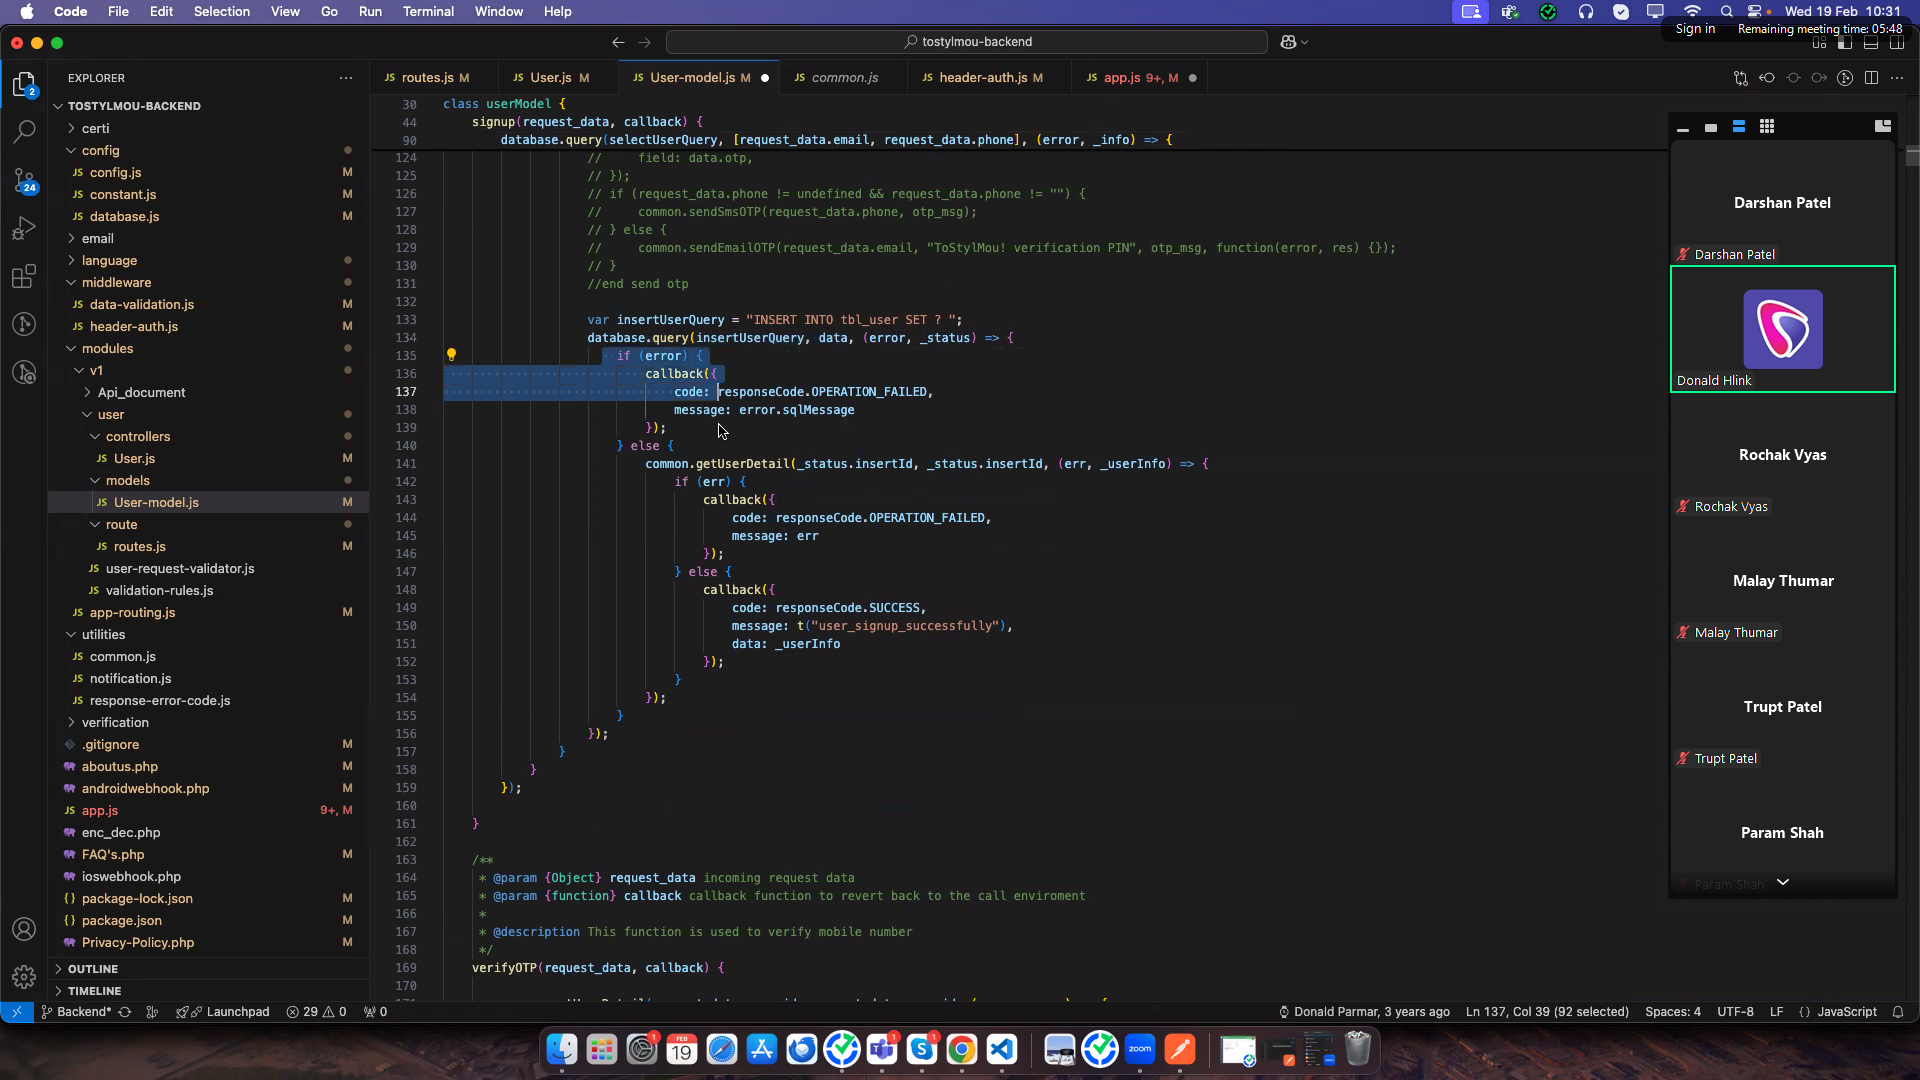 Code File Edit Selection View Go Run Terminal Window Help
Wed 19 Feb 10:31
Sign in Remaining meeting time: 05:48
tostylmou-backend
EXPLORER
routes.js M
User.js M
User-model.js M
common.js
header-auth.js M
app.js 9+, M
TOSTYLMOU-BACKEND
certi
config
config.js M
constant.js M
database.js M
email
language
middleware
data-validation.js M
header-auth.js M
modules
v1
Api_document
user
controllers
User.js M
models
User-model.js M
route
routes.js M
user-request-validator.js
validation-rules.js
app-routing.js M
utilities
common.js
notification.js
response-error-code.js
verification
.gitignore M
aboutus.php M
androidwebhook.php M
app.js 9+, M
enc_dec.php
FAQ's.php M
ioswebhook.php
package-lock.json M
package.json M
Privacy-Policy.php M
OUTLINE
TIMELINE
2
24
30 class userModel {
44 signup(request_data, callback) {
90 database.query(selectUserQuery, [request_data.email, request_data.phone], (error, _info) => {
124 // field: data.otp,
125 // });
126 // if (request_data.phone != undefined && request_data.phone != "") {
127 // common.sendSmsOTP(request_data.phone, otp_msg);
128 // } else {
129 // common.sendEmailOTP(request_data.email, "ToStylMou! verification PIN", otp_msg, function(error, res) {});
130 // }
131 //end send otp
132
133 var insertUserQuery = "INSERT INTO tbl_user SET ? ";
134 database.query(insertUserQuery, data, (error, _status) => {
135 if (error) {
136 callback({
137 code: responseCode.OPERATION_FAILED,
138 message: error.sqlMessage
139 });
140 } else {
141 common.getUserDetail(_status.insertId, _status.insertId, (err, _userInfo) => {
142 if (err) {
143 callback({
144 code: responseCode.OPERATION_FAILED,
145 message: err
146 });
147 } else {
148 callback({
149 code: responseCode.SUCCESS,
150 message: t("user_signup_successfully"),
151 data: _userInfo
152 });
153 }
154 });
155 }
156 });
157 }
158 }
159 });
160
161 }
162
163 /**
164 * @param {Object} request_data incoming request data
165 * @param {function} callback callback function to revert back to the call enviroment
166 *
167 * @description This function is used to verify mobile number
168 */
169 verifyOTP(request_data, callback) {
170
Darshan Patel
Darshan Patel
Donald Hlink
Rochak Vyas
Rochak Vyas
Malay Thumar
Malay Thumar
Trupt Patel
Trupt Patel
Param Shah
Param Shah
Backend* Launchpad 29 0 0
Donald Parmar, 3 years ago Ln 137, Col 39 (92 selected) Spaces: 4 UTF-8 LF {} JavaScript
1 FEB 19 1 1 zoom